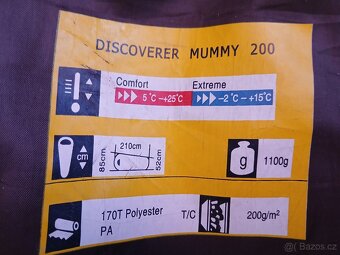 DISCOVERER MUMMY 200
Comfort Extreme
5°C -+25°C -2°C -+15°C
cm 85cm 210cm 52cm g 1100g
170T Polyester T/C 200g/m²
PA
Bazos.cz